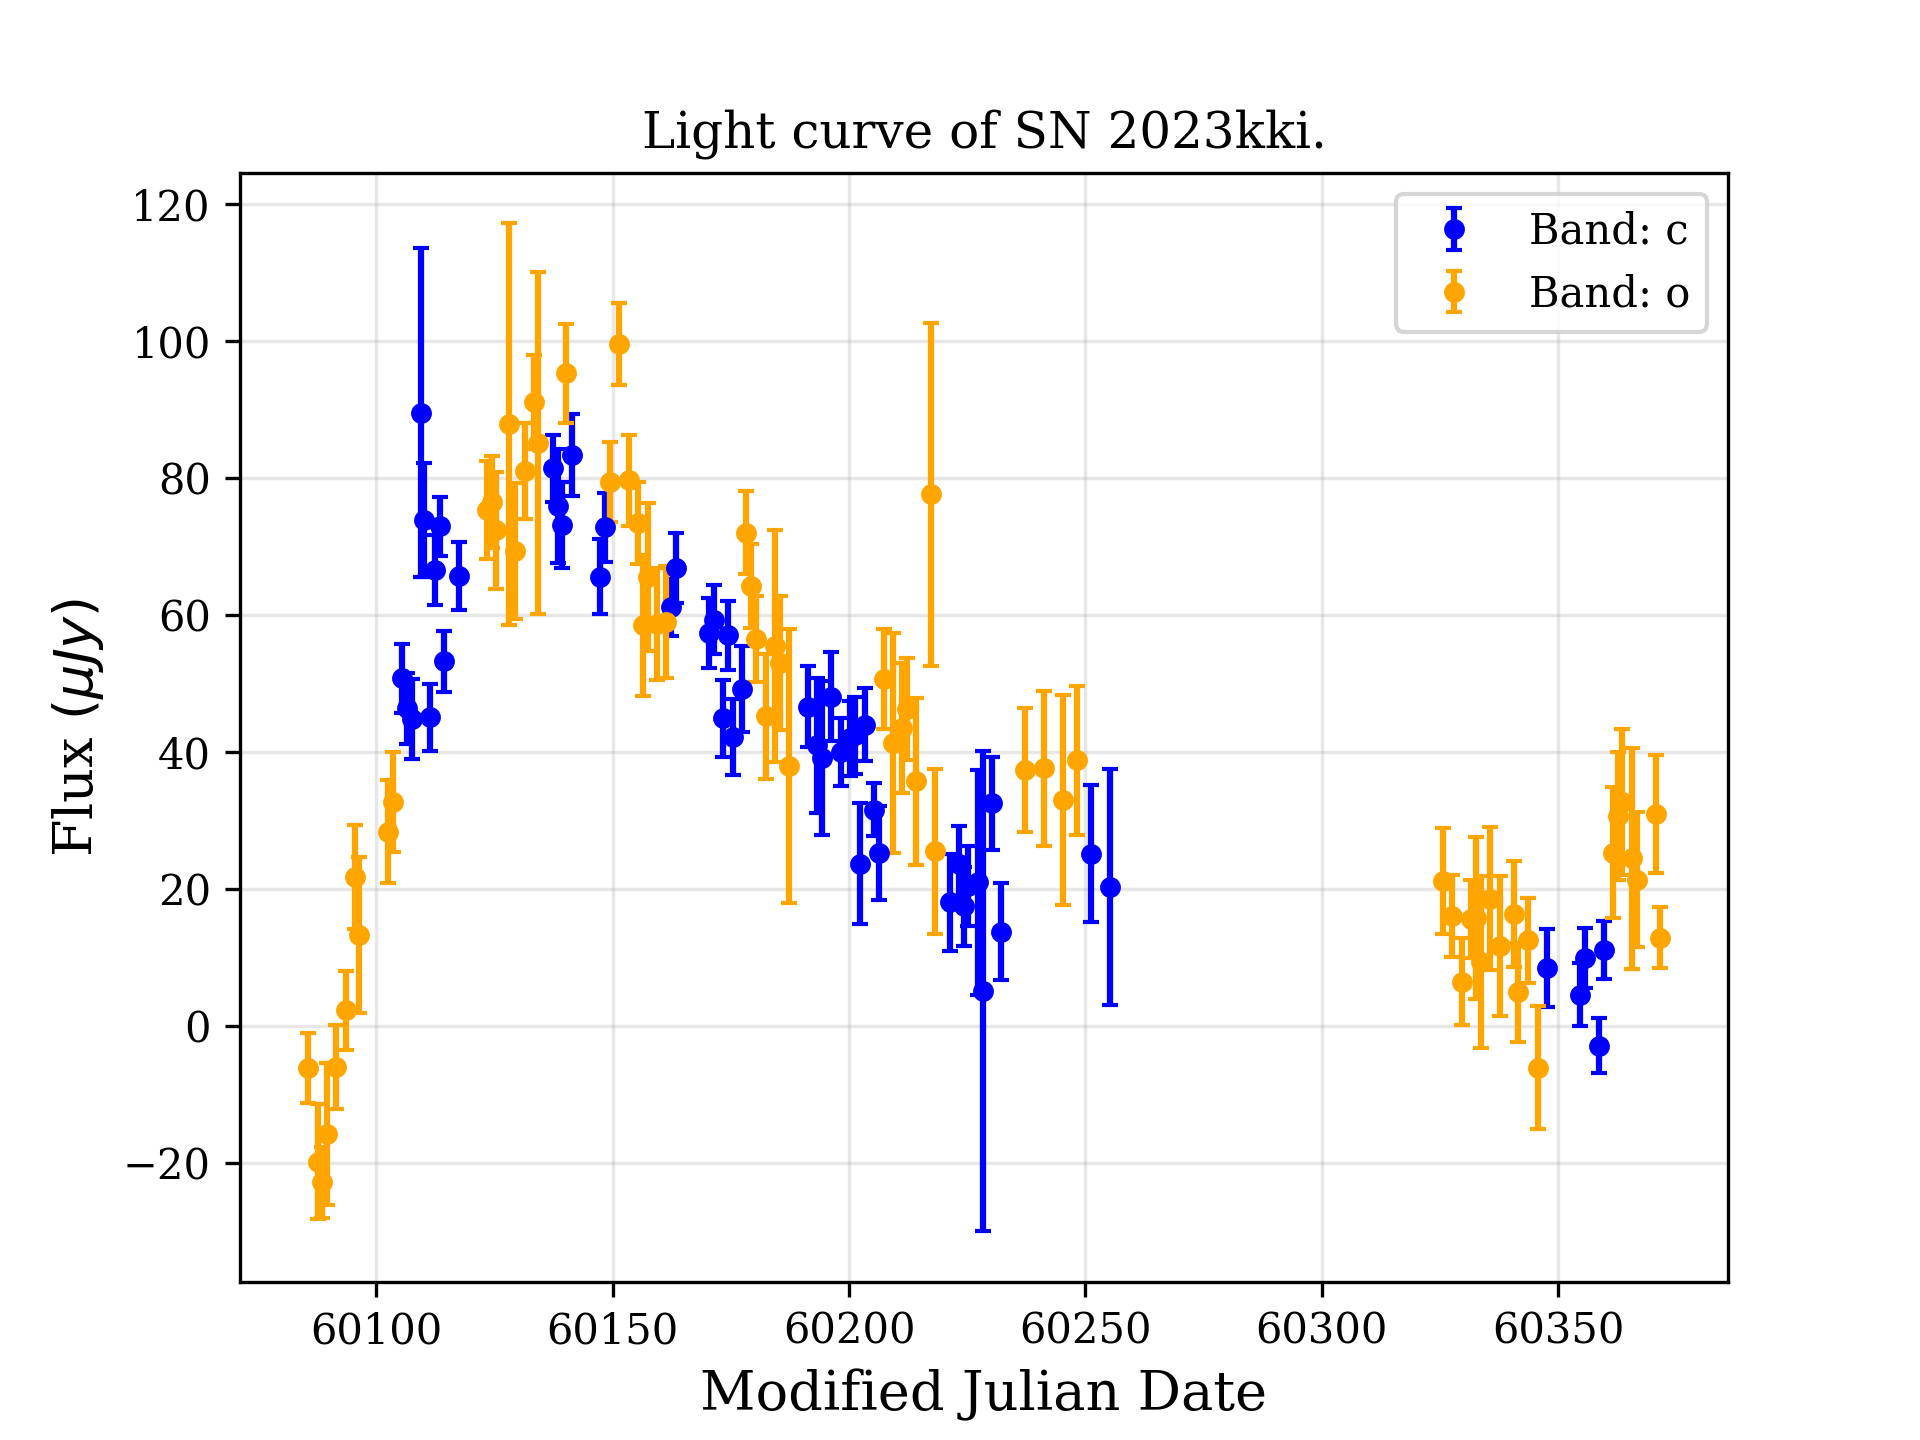 Light curve of SN 2023kki.
Band: c
Band: o
120
100
80
60
40
20
0
−20
Flux (μJy)
60100 60150 60200 60250 60300 60350
Modified Julian Date